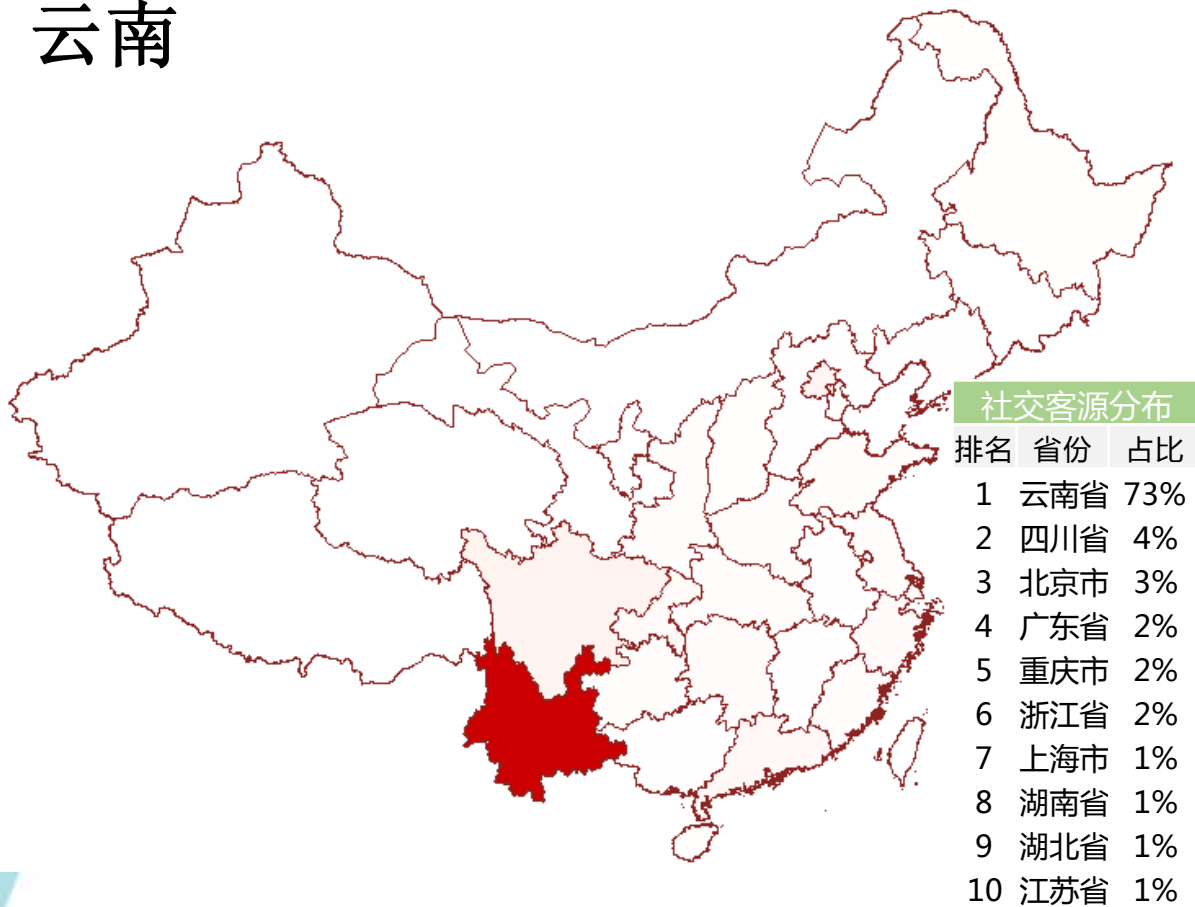 云南
社交客源分布
排名 省份 占比
1 云南省 73%
2 四川省 4%
3 北京市 3%
4 广东省 2%
5 重庆市 2%
6 浙江省 2%
7 上海市 1%
8 湖南省 1%
9 湖北省 1%
10 江苏省 1%